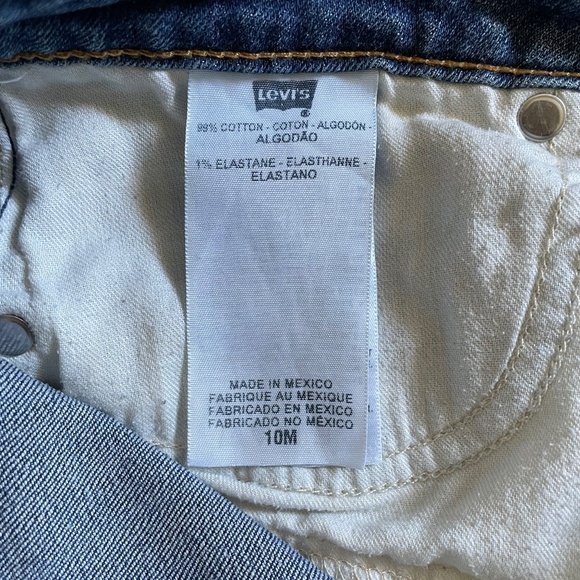 Levi's
®
99% COTTON - COTON - ALGODÓN -
ALGODÃO
1% ELASTANE - ELASTHANNE -
ELASTANO
MADE IN MEXICO
FABRIQUE AU MEXIQUE
FABRICADO EN MEXICO
FABRICADO NO MÉXICO
10M